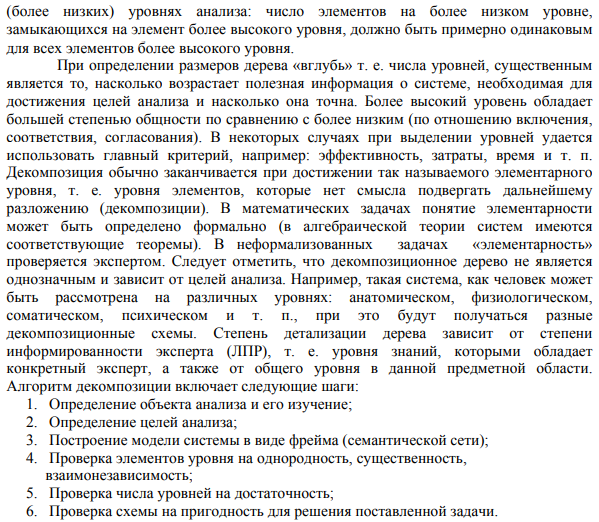 (более низких) уровнях анализа: число элементов на более низком уровне,
замыкающихся на элемент более высокого уровня, должно быть примерно одинаковым
для всех элементов более высокого уровня.
При определении размеров дерева «вглубь» т. е. числа уровней, существенным
является то, насколько возрастает полезная информация о системе, необходимая для
достижения целей анализа и насколько она точна. Более высокий уровень обладает
большей степенью общности по сравнению с более низким (по отношению включения,
соответствия, согласования). В некоторых случаях при выделении уровней удается
использовать главный критерий, например: эффективность, затраты, время и т. п.
Декомпозиция обычно заканчивается при достижении так называемого элементарного
уровня, т. е. уровня элементов, которые нет смысла подвергать дальнейшему
разложению (декомпозиции). В математических задачах понятие элементарности
может быть определено формально (в алгебраической теории систем имеются
соответствующие теоремы). В неформализованных задачах «элементарность»
проверяется экспертом. Следует отметить, что декомпозиционное дерево не является
однозначным и зависит от целей анализа. Например, такая система, как человек может
быть рассмотрена на различных уровнях: анатомическом, физиологическом,
соматическом, психическом и т. п., при это будут получаться разные
декомпозиционные схемы. Степень детализации дерева зависит от степени
информированности эксперта (ЛПР), т. е. уровня знаний, которыми обладает
конкретный эксперт, а также от общего уровня в данной предметной области.
Алгоритм декомпозиции включает следующие шаги:
1. Определение объекта анализа и его изучение;
2. Определение целей анализа;
3. Построение модели системы в виде фрейма (семантической сети);
4. Проверка элементов уровня на однородность, существенность,
взаимонезависимость;
5. Проверка числа уровней на достаточность;
6. Проверка схемы на пригодность для решения поставленной задачи.